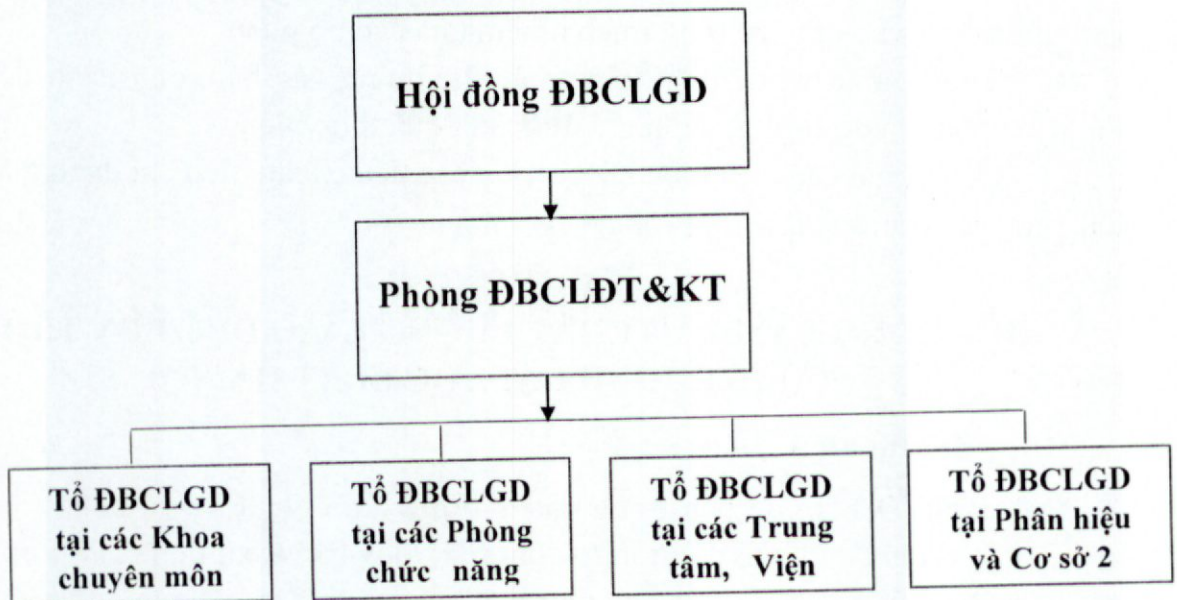 Hội đồng ĐBCLGD
Phòng ĐBCLĐT&KT
Tổ ĐBCLGD
tại các Khoa
chuyên môn
Tổ ĐBCLGD
tại các Phòng
chức năng
Tổ ĐBCLGD
tại các Trung
tâm, Viện
Tổ ĐBCLGD
tại Phân hiệu
và Cơ sở 2